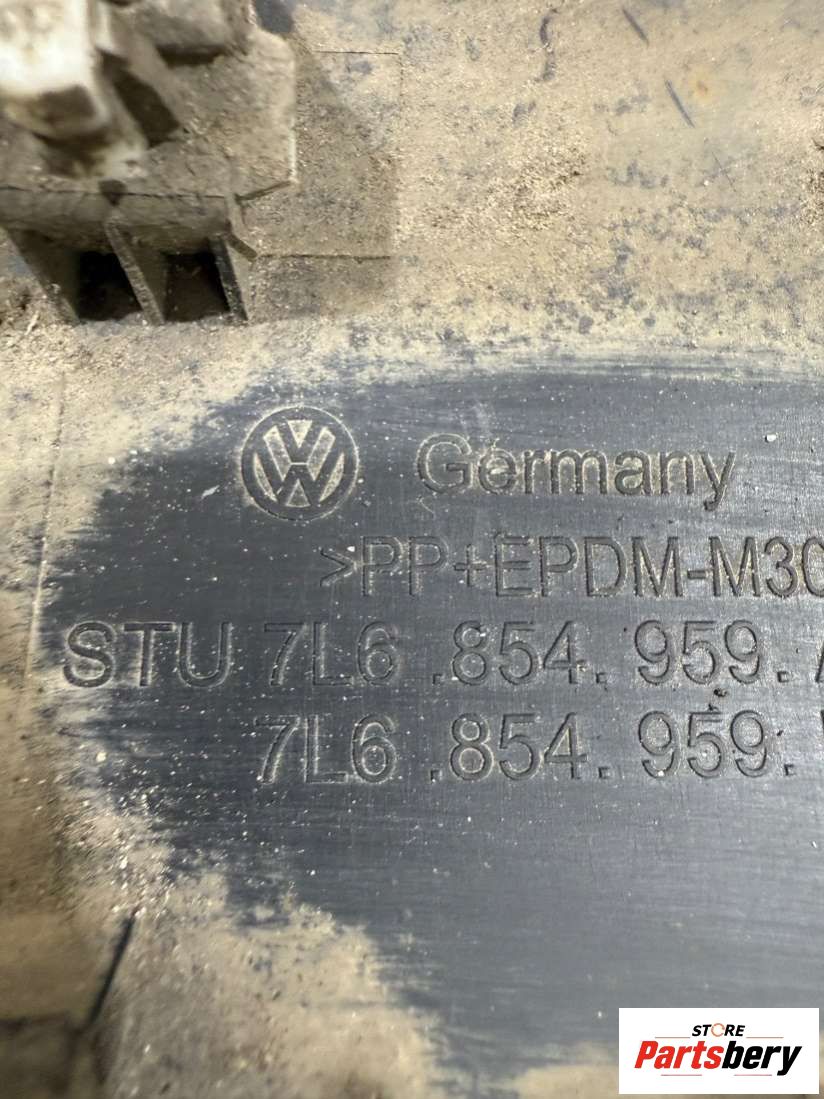 Germany
>PP+EPDM-M30
STU 7L6 .854. 959. A
7L6 .854. 959.
STORE
Partsbery